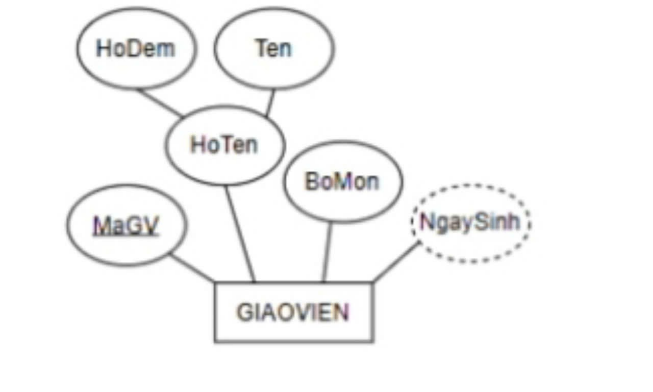 HoDem
Ten
HoTen
BoMon
MaGV
NgaySinh
GIAOVIEN